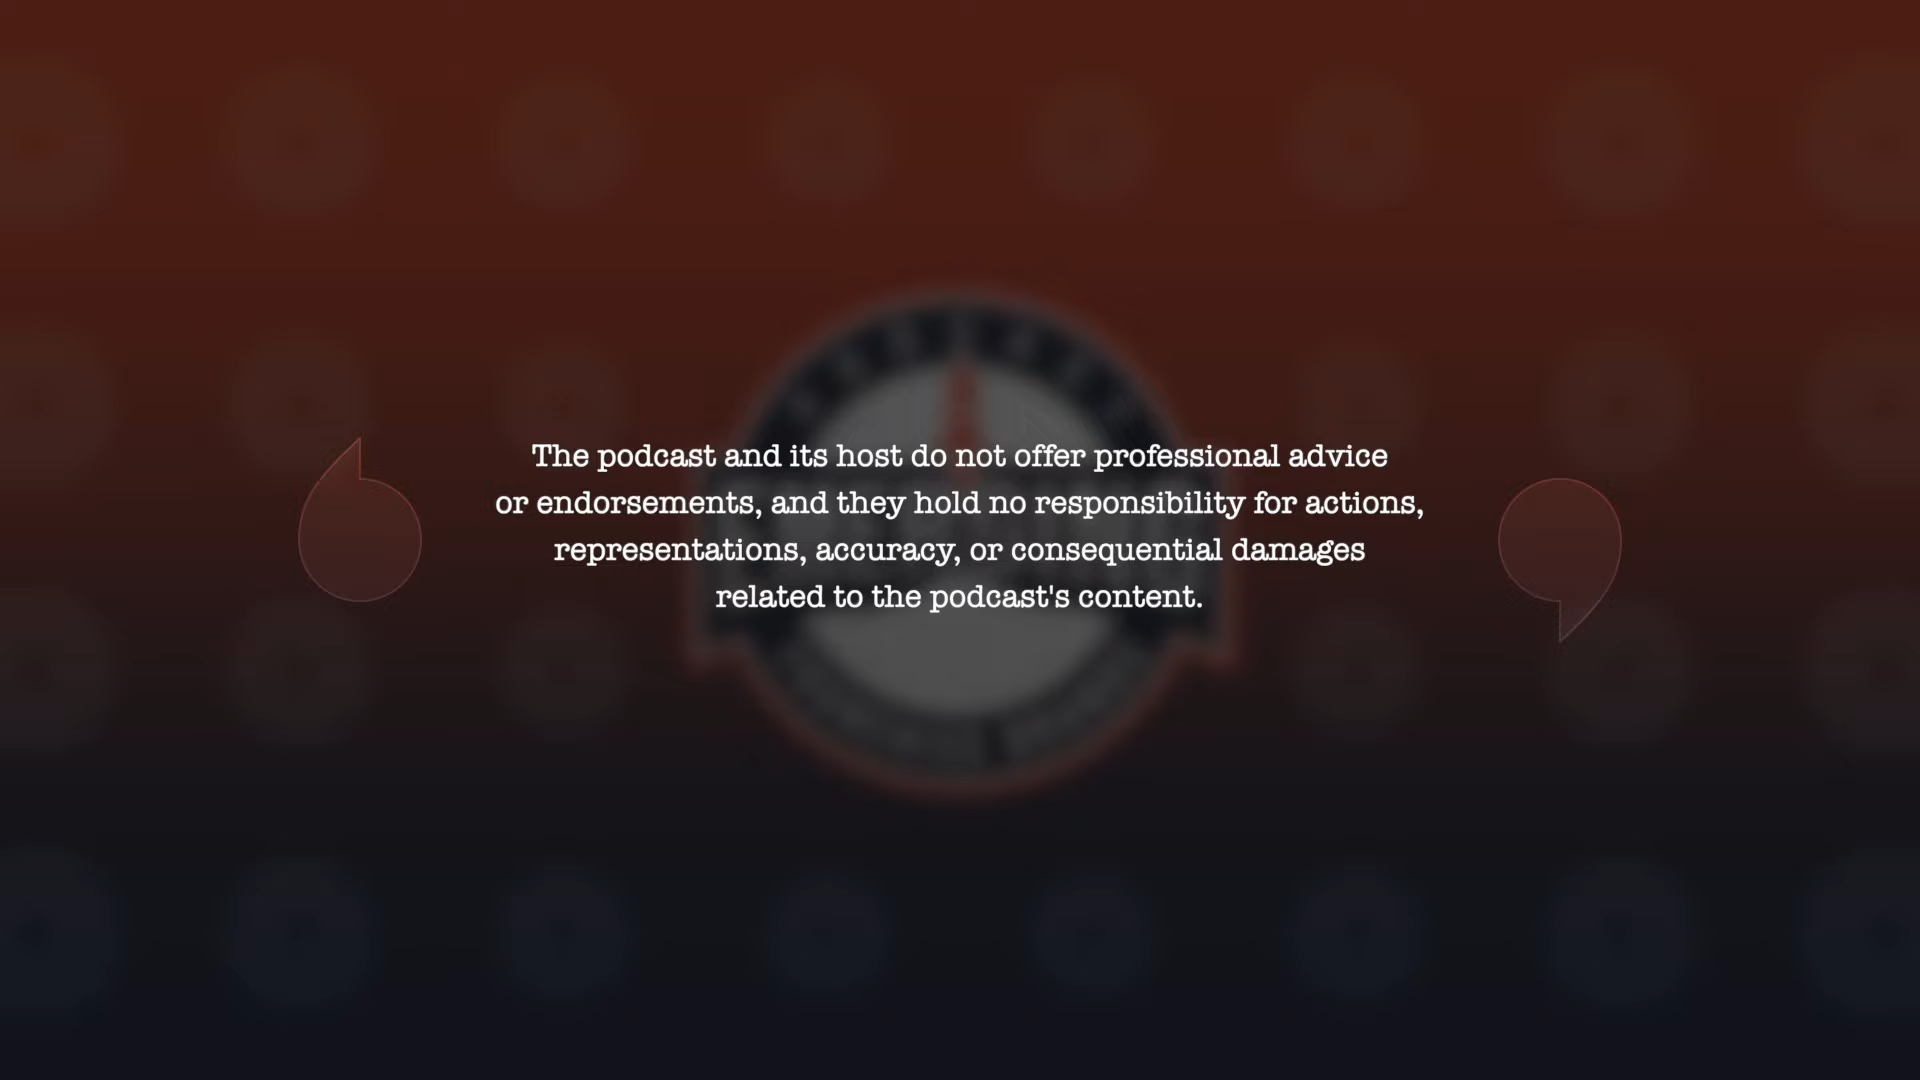 The podcast and its host do not offer professional advice
or endorsements, and they hold no responsibility for actions,
representations, accuracy, or consequential damages
related to the podcast's content.